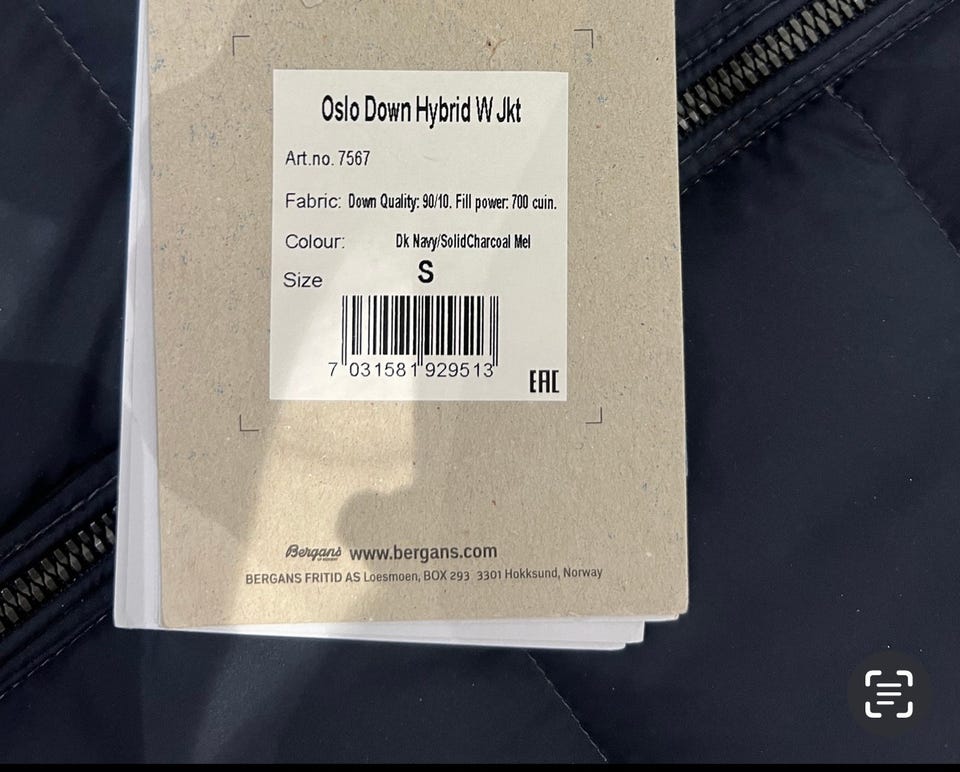 Oslo Down Hybrid W Jkt
Art.no. 7567
Fabric: Down Quality: 90/10. Fill power: 700 cuin.
Colour: Dk Navy/SolidCharcoal Mel
Size S
7 031581 929513
EAC
Bergans www.bergans.com
BERGANS FRITID AS Loesmoen, BOX 293 3301 Hokksund, Norway